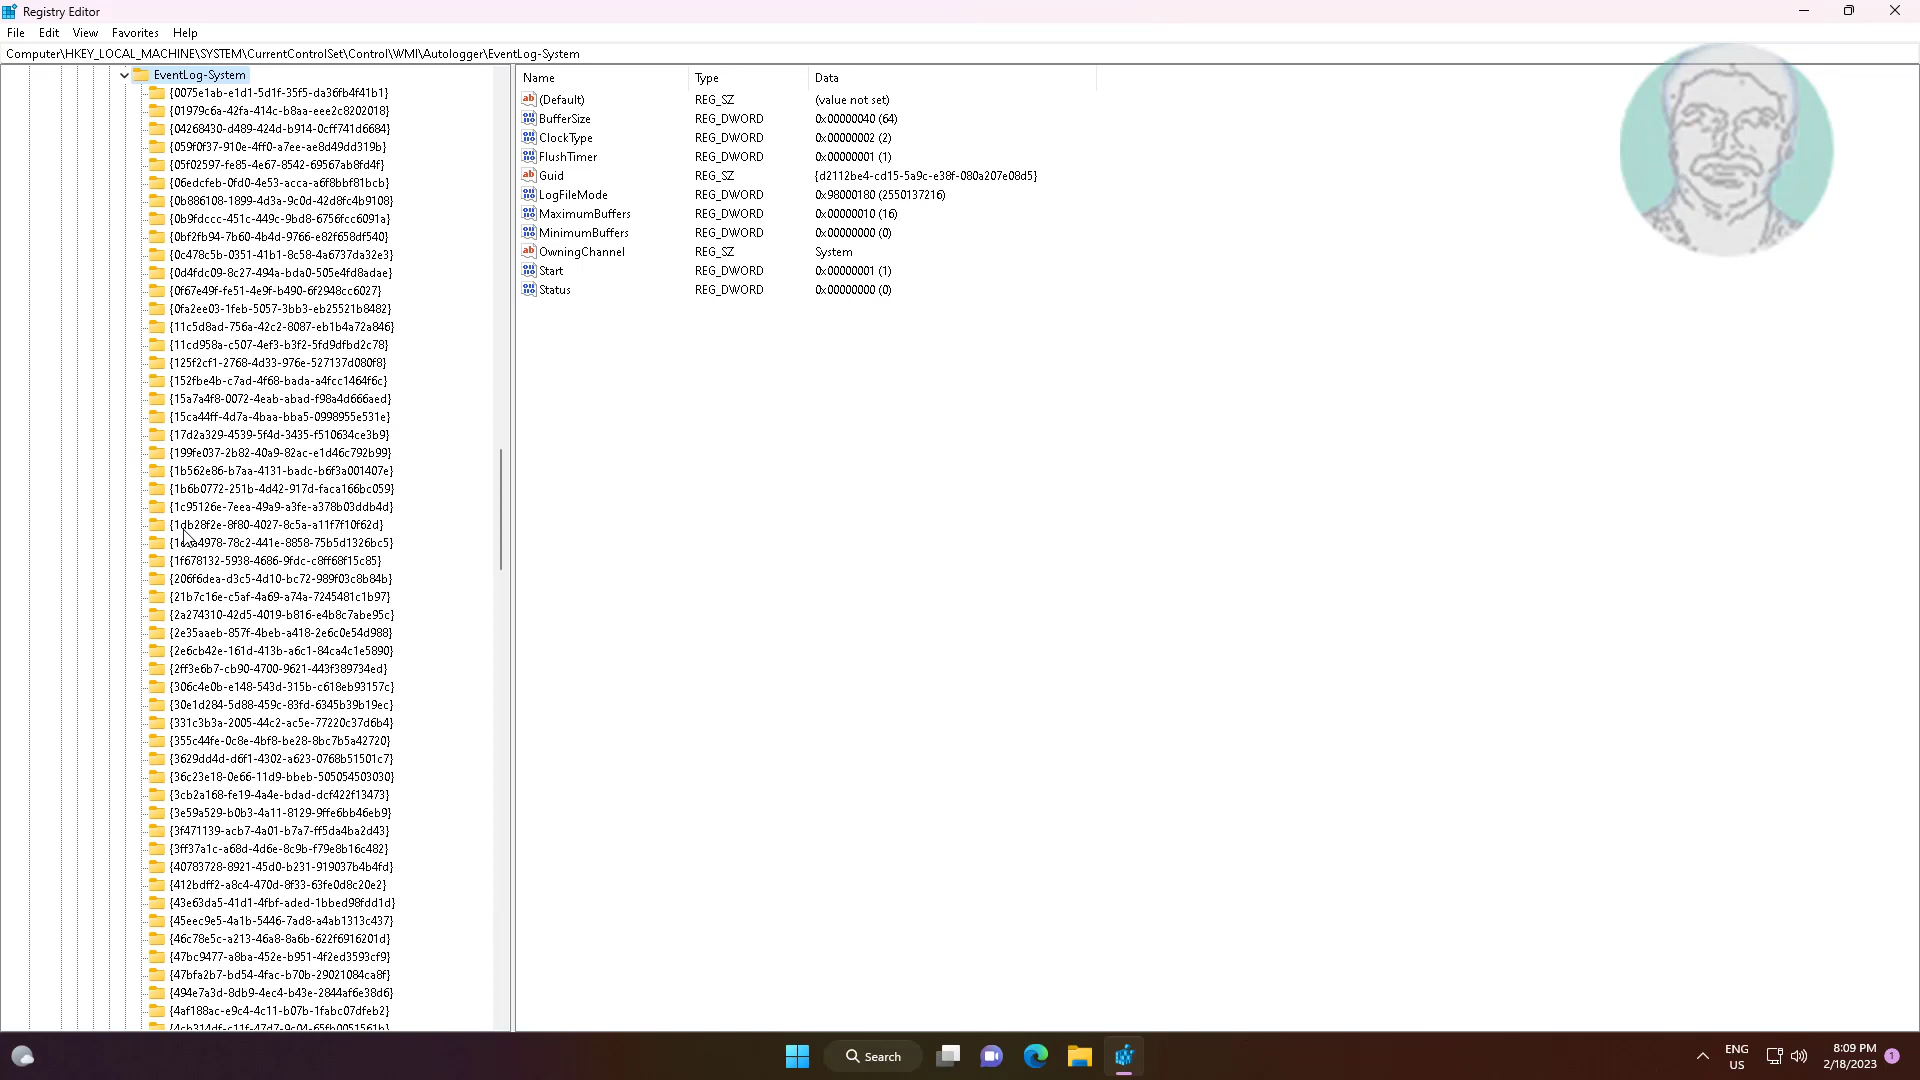 Registry Editor
File Edit View Favorites Help
Computer\HKEY_LOCAL_MACHINE\SYSTEM\CurrentControlSet\Control\WMI\Autologger\EventLog-System
EventLog-System
{0075e1ab-e1d1-5d1f-35f5-da36fb4f41b1}
{01979c6a-42fa-414c-b8aa-eee2c8202018}
{04268430-d489-424d-b914-0cff741d6684}
{059f0f37-910e-4ff0-a7ee-ae8d49dd319b}
{05f02597-fe85-4e67-8542-69567ab8fd4f}
{06edcfeb-0fd0-4e53-acca-a6f8bbf81bcb}
{0b886108-1899-4d3a-9c0d-42d8fc4b9108}
{0b9fdccc-451c-449c-9bd8-6756fcc6091a}
{0bf2fb94-7b60-4b4d-9766-e82f658df540}
{0c478c5b-0351-41b1-8c58-4a6737da32e3}
{0d4fdc09-8c27-494a-bda0-505e4fd8adae}
{0f67e49f-fe51-4e9f-b490-6f2948cc6027}
{0fa2ee03-1feb-5057-3bb3-eb25521b8482}
{11c5d8ad-756a-42c2-8087-eb1b4a72a846}
{11cd958a-c507-4ef3-b3f2-5fd9dfbd2c78}
{125f2cf1-2768-4d33-976e-527137d080f8}
{152fbe4b-c7ad-4f68-bada-a4fcc1464f6c}
{15a7a4f8-0072-4eab-abad-f98a4d666aed}
{15ca44ff-4d7a-4baa-bba5-0998955e531e}
{17d2a329-4539-5f4d-3435-f510634ce3b9}
{199fe037-2b82-40a9-82ac-e1d46c792b99}
{1b562e86-b7aa-4131-badc-b6f3a001407e}
{1b6b0772-251b-4d42-917d-faca166bc059}
{1c95126e-7eea-49a9-a3fe-a378b03ddb4d}
{1db28f2e-8f80-4027-8c5a-a11f7f10f62d}
{1f678132-5938-4686-9fdc-c8ff68f15c85}
{206f6dea-d3c5-4d10-bc72-989f03c8b84b}
{21b7c16e-c5af-4a69-a74a-7245481c1b97}
{2a274310-42d5-4019-b816-e4b8c7abe95c}
{2e35aaeb-857f-4beb-a418-2e6c0e54d988}
{2e6cb42e-161d-413b-a6c1-84ca4c1e5890}
{2ff3e6b7-cb90-4700-9621-443f389734ed}
{306c4e0b-e148-543d-315b-c618eb93157c}
{30e1d284-5d88-459c-83fd-6345b39b19ec}
{331c3b3a-2005-44c2-ac5e-77220c37d6b4}
{355c44fe-0c8e-4bf8-be28-8bc7b5a42720}
{3629dd4d-d6f1-4302-a623-0768b51501c7}
{36c23e18-0e66-11d9-bbeb-505054503030}
{3cb2a168-fe19-4a4e-bdad-dcf422f13473}
{3e59a529-b0b3-4a11-8129-9ffe6bb46eb9}
{3f471139-acb7-4a01-b7a7-ff5da4ba2d43}
{3ff37a1c-a68d-4d6e-8c9b-f79e8b16c482}
{40783728-8921-45d0-b231-919037b4b4fd}
{412bdff2-a8c4-470d-8f33-63fe0d8c20e2}
{43e63da5-41d1-4fbf-aded-1bbed98fdd1d}
{45eec9e5-4a1b-5446-7ad8-a4ab1313c437}
{46c78e5c-a213-46a8-8a6b-622f6916201d}
{47bc9477-a8ba-452e-b951-4f2ed3593cf9}
{47bfa2b7-bd54-4fac-b70b-29021084ca8f}
{494e7a3d-8db9-4ec4-b43e-2844af6e38d6}
{4af188ac-e9c4-4c11-b07b-1fabc07dfeb2}
{4cb314df-c11f-47d7-9c04-65fb0051561b}
Name Type Data
(Default) REG_SZ (value not set)
BufferSize REG_DWORD 0x00000040 (64)
ClockType REG_DWORD 0x00000002 (2)
FlushTimer REG_DWORD 0x00000001 (1)
Guid REG_SZ {d2112be4-cd15-5a9c-e38f-080a207e08d5}
LogFileMode REG_DWORD 0x98000180 (2550137216)
MaximumBuffers REG_DWORD 0x00000010 (16)
MinimumBuffers REG_DWORD 0x00000000 (0)
OwningChannel REG_SZ System
Start REG_DWORD 0x00000001 (1)
Status REG_DWORD 0x00000000 (0)
Search
ENG
US
8:09 PM
2/18/2023
1